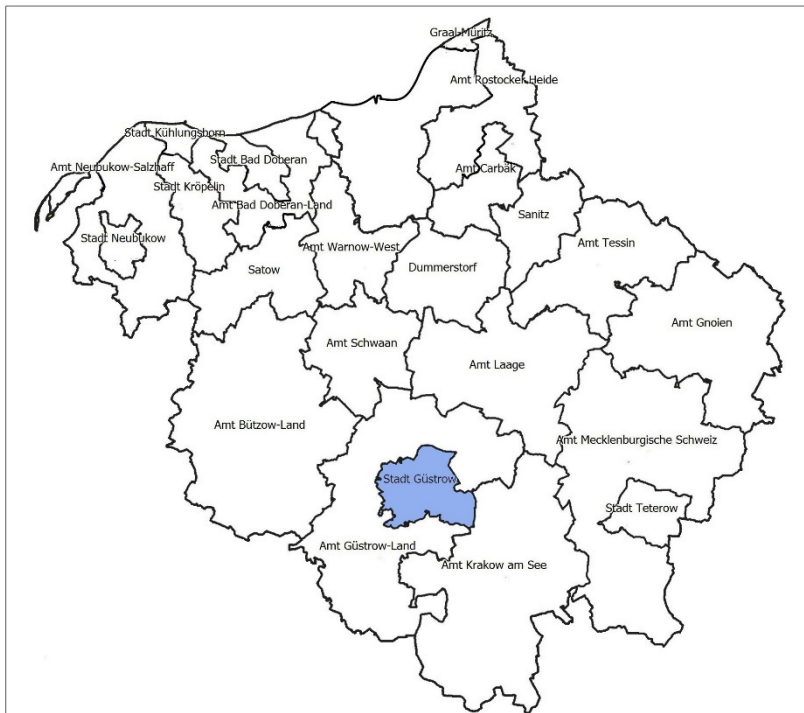 Graal-Müritz
Amt Rostocker Heide
Stadt Kühlungsborn
Stadt Bad Doberan
Amt Neubukow-Salzhaff
Amt Carbäk
Stadt Kröpelin
Amt Bad Doberan-Land
Sanitz
Stadt Neubukow
Amt Warnow-West
Amt Tessin
Satow
Dummerstorf
Amt Gnoien
Amt Schwaan
Amt Laage
Amt Bützow-Land
Amt Mecklenburgische Schweiz
Stadt Güstrow
Stadt Teterow
Amt Güstrow-Land
Amt Krakow am See